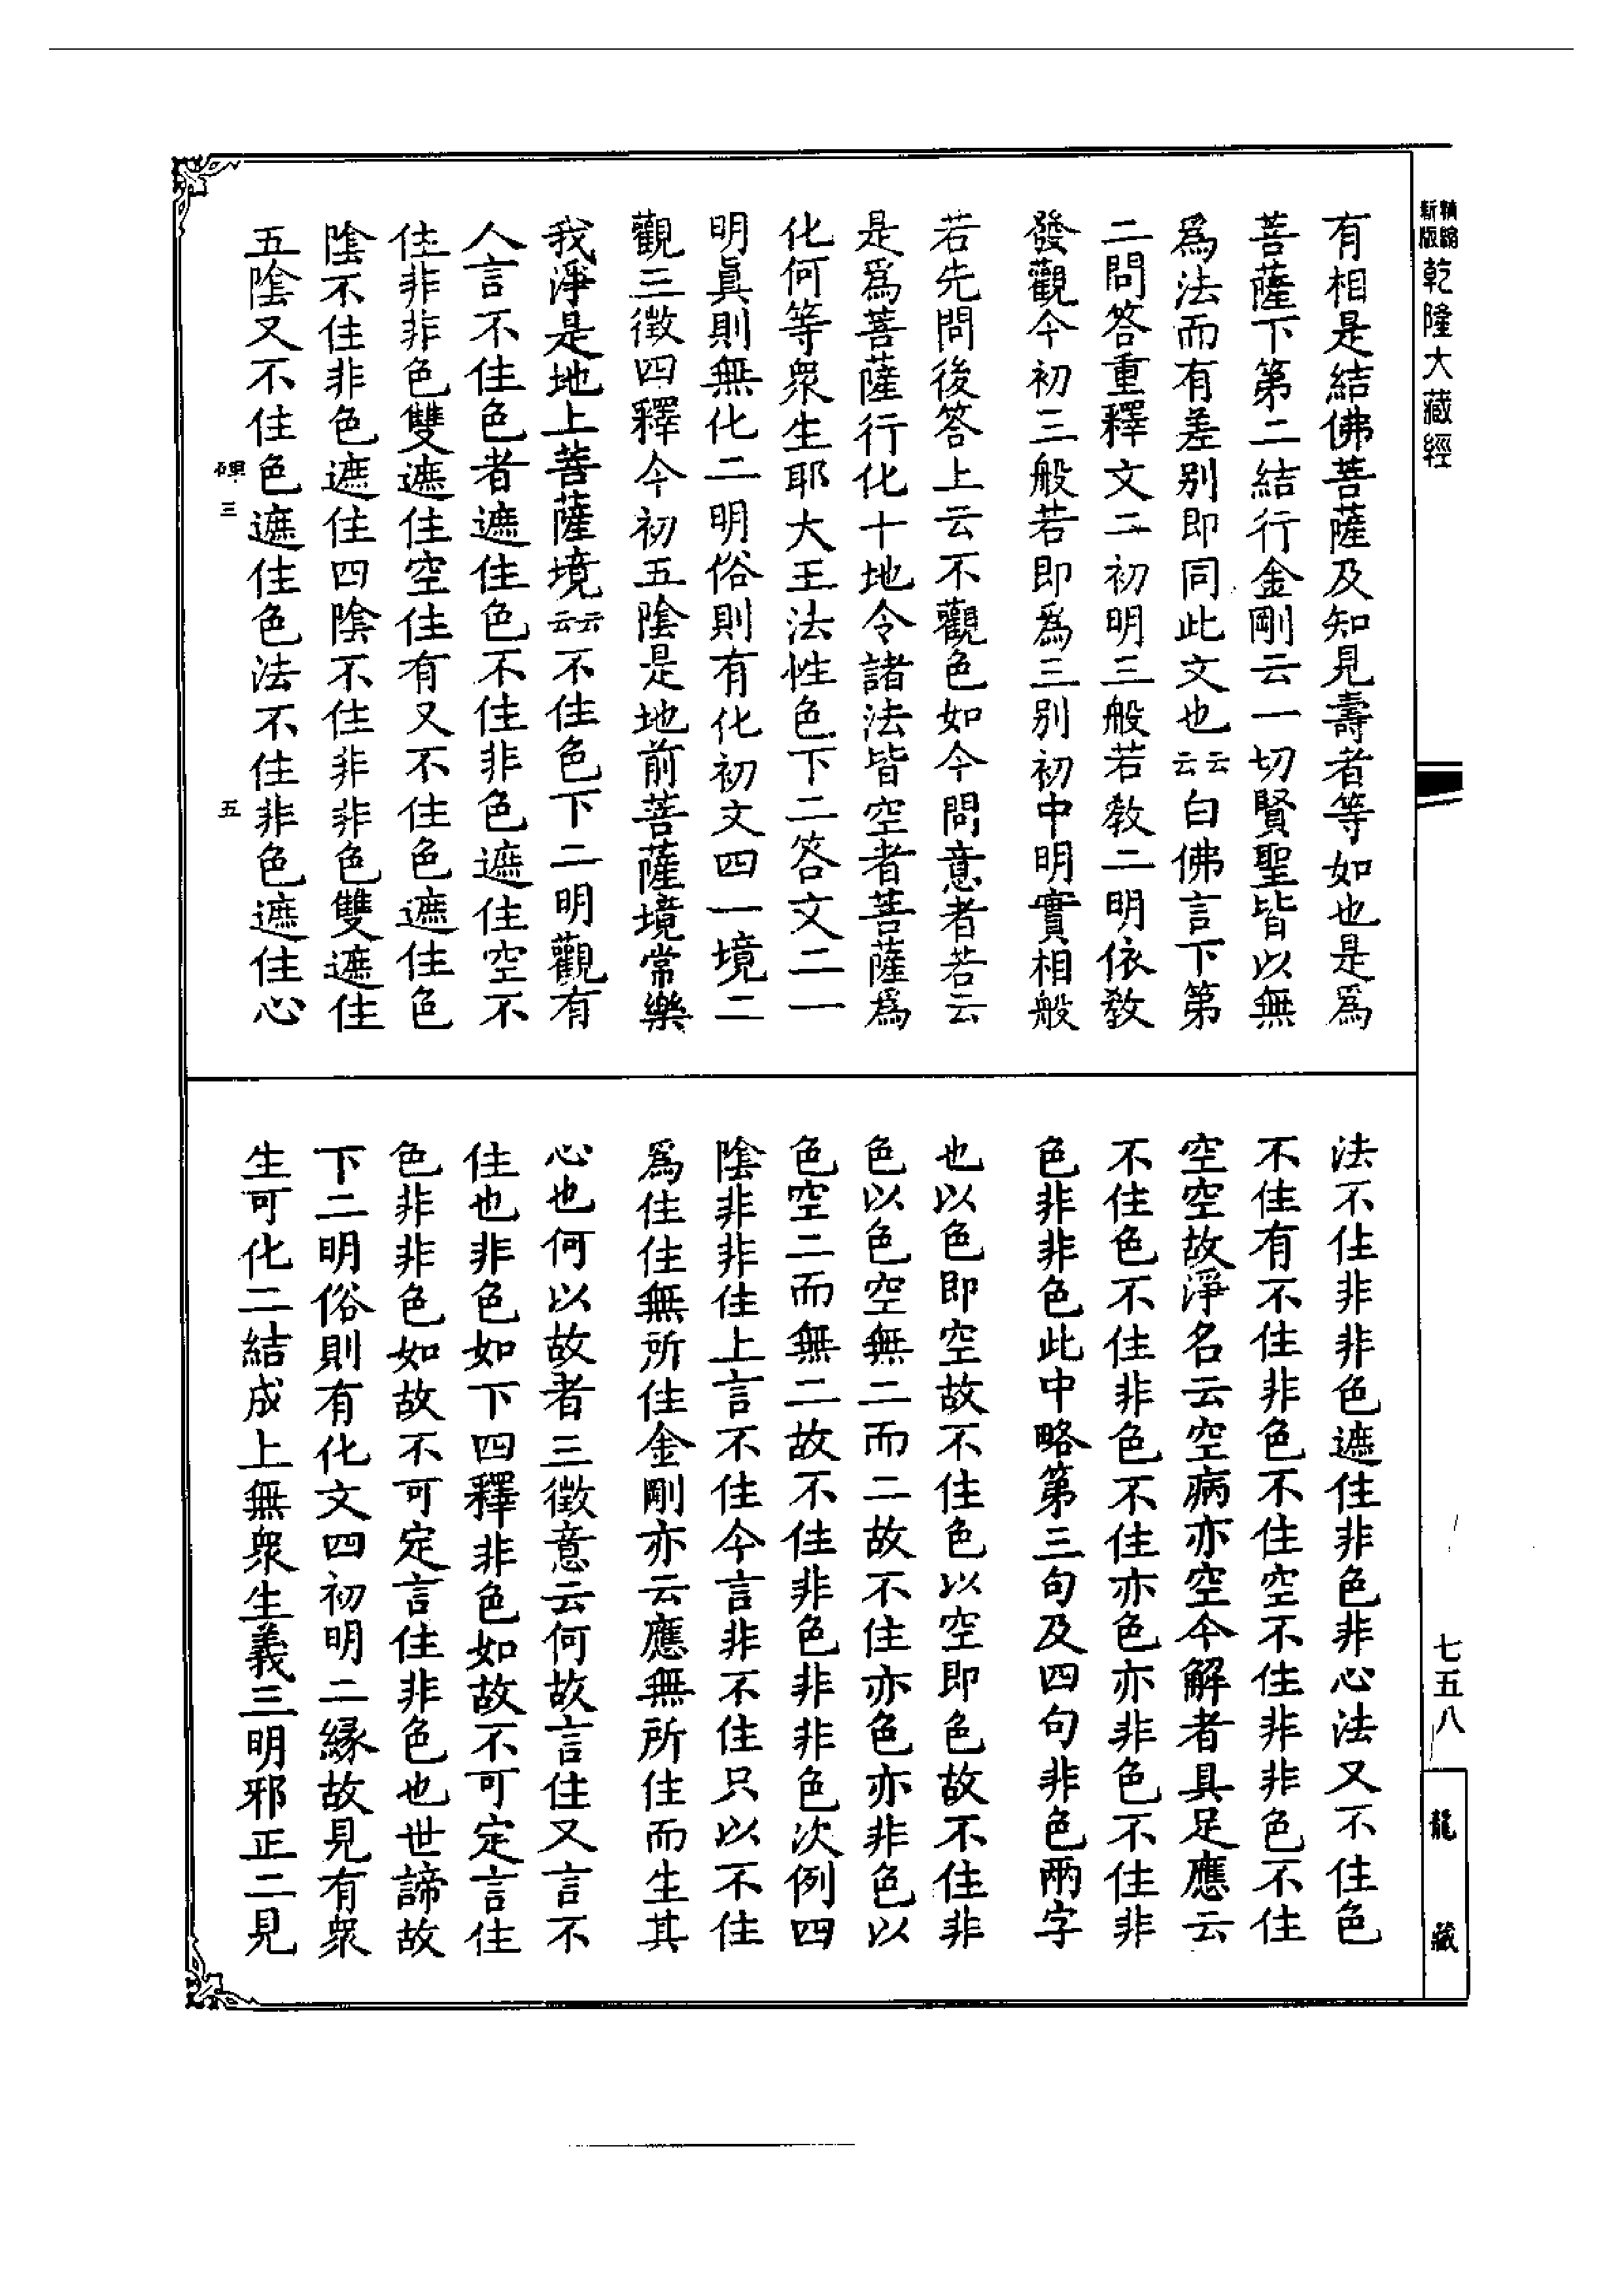 新版精縮乾隆大藏經
有相是結佛菩薩及知見壽者等如也是爲
菩薩下第二結行金剛云一切賢聖皆以無
爲法而有差别即同此文也云云白佛言下第
二問答重釋文二初明三般若教二明依教
發觀今初三般若即爲三别初中明實相般
若先問後答上云不觀色如今問意者若云
是爲菩薩行化十地令諸法皆空者菩薩爲
化何等衆生耶大王法性色下二答文二一
明眞則無化二明俗則有化初文四一境二
觀三徵四釋今初五陰是地前菩薩境常樂
我淨是地上菩薩境云云不住色下二明觀有
人言不住色者遮住色不住非色遮住空不
住非非色雙遮住空住有又不住色遮住色
陰不住非色遮住四陰不住非非色雙遮住
五陰又不住色遮住色法不住非色遮住心
碑三
五
法不住非非色遮住非色非心法又不住色
不住有不住非色不住空不住非非色不住
空空故淨名云空病亦空今解者具足應云
不住色不住非色不住亦色亦非色不住非
色非非色此中略第三句及四句非色兩字
也以色即空故不住色以空即色故不住非
色以色空無二而二故不住亦色亦非色以
色空二而無二故不住非色非非色次例四
陰非非住上言不住今言非不住只以不住
爲住住無所住金剛亦云應無所住而生其
心也何以故者三徵意云何故言住又言不
住也非色如下四釋非色如故不可定言住
色非非色如故不可定言住非色也世諦故
下二明俗則有化文四初明二緣故見有衆
生可化二結成上無衆生義三明邪正二見
七五八
龍藏